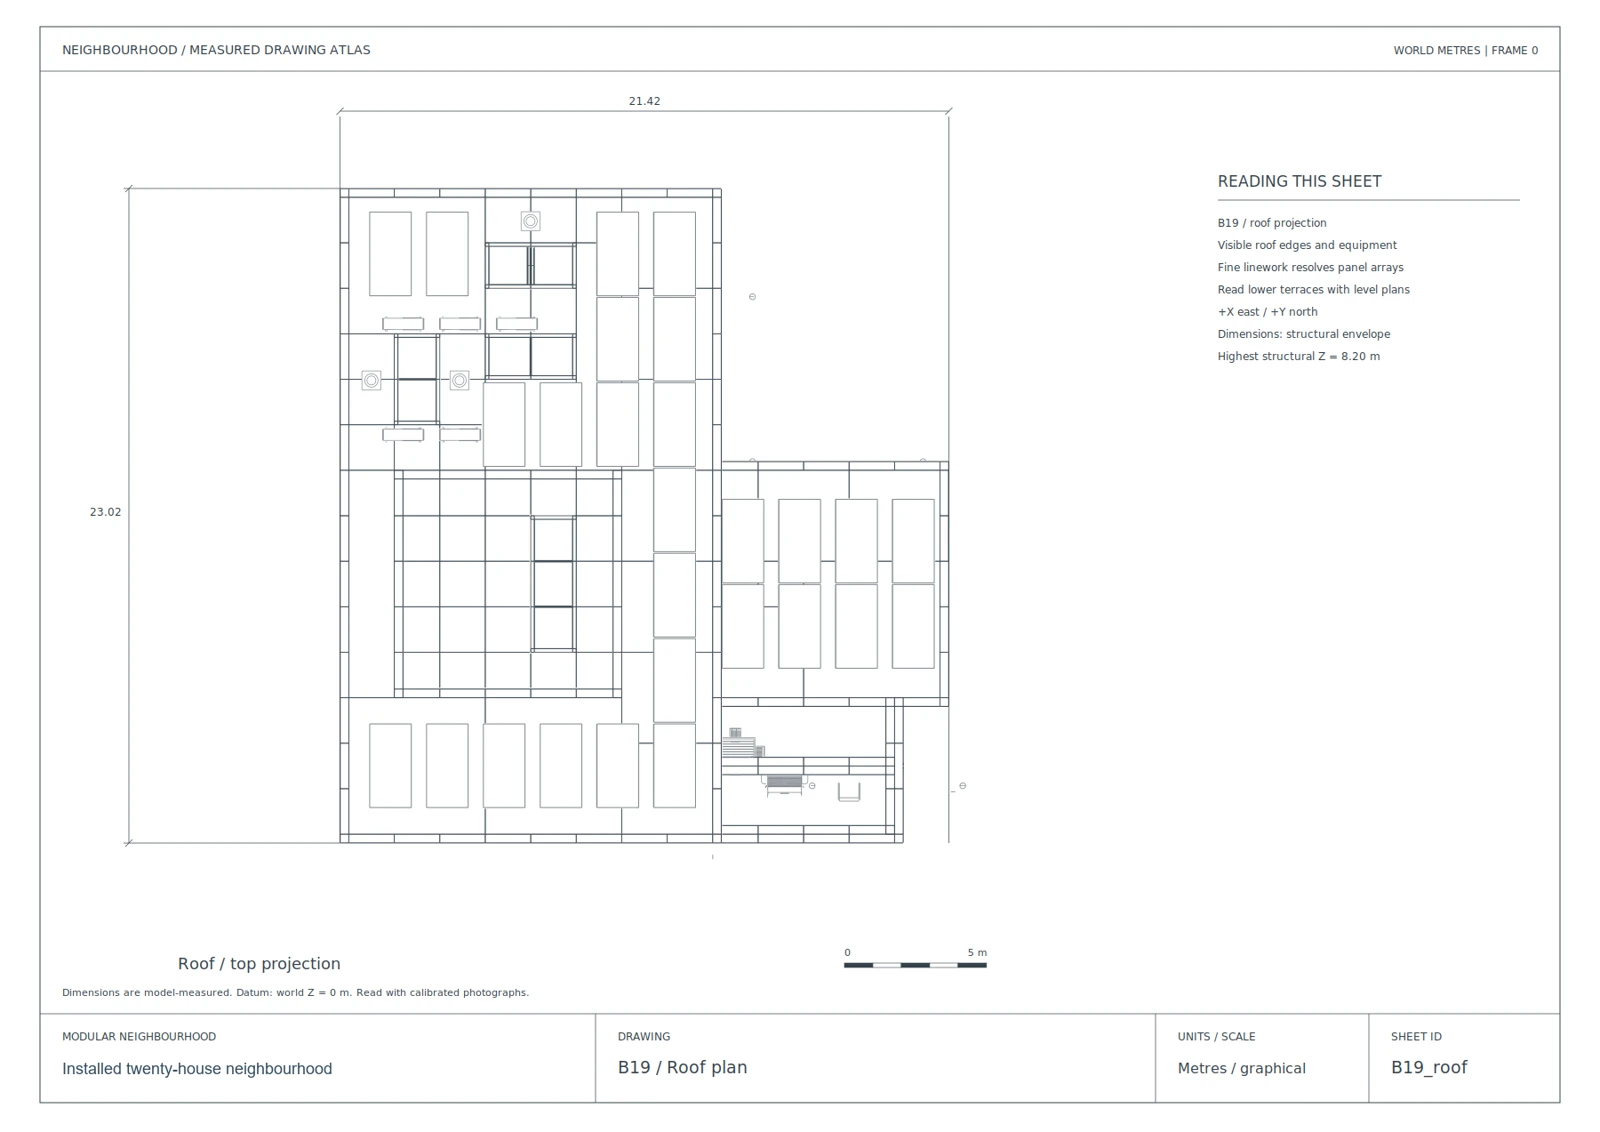 NEIGHBOURHOOD / MEASURED DRAWING ATLAS
WORLD METRES | FRAME 0
21.42
23.02
READING THIS SHEET
B19 / roof projection
Visible roof edges and equipment
Fine linework resolves panel arrays
Read lower terraces with level plans
+X east / +Y north
Dimensions: structural envelope
Highest structural Z = 8.20 m
Roof / top projection
0 5 m
Dimensions are model-measured. Datum: world Z = 0 m. Read with calibrated photographs.
MODULAR NEIGHBOURHOOD
Installed twenty-house neighbourhood
DRAWING
B19 / Roof plan
UNITS / SCALE
Metres / graphical
SHEET ID
B19_roof